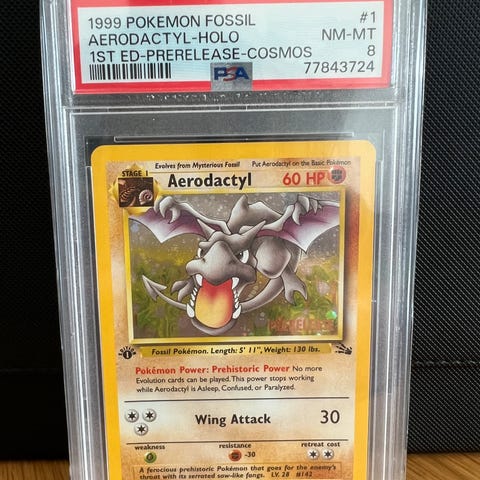 1999 POKEMON FOSSIL #1
AERODACTYL-HOLO NM-MT
1ST ED-PRERELEASE-COSMOS 8
PSA 77843724
Evolves from Mysterious Fossil Put Aerodactyl on the Basic Pokémon
STAGE 1
Aerodactyl 60 HP
PRERELEASE
Fossil Pokémon. Length: 5' 11", Weight: 130 lbs.
Pokémon Power: Prehistoric Power No more
Evolution cards can be played. This power stops working
while Aerodactyl is Asleep, Confused, or Paralyzed.
Wing Attack 30
weakness resistance retreat cost
-30
A ferocious prehistoric Pokémon that goes for the enemy's
throat with its serrated saw-like fangs. LV. 28 #142